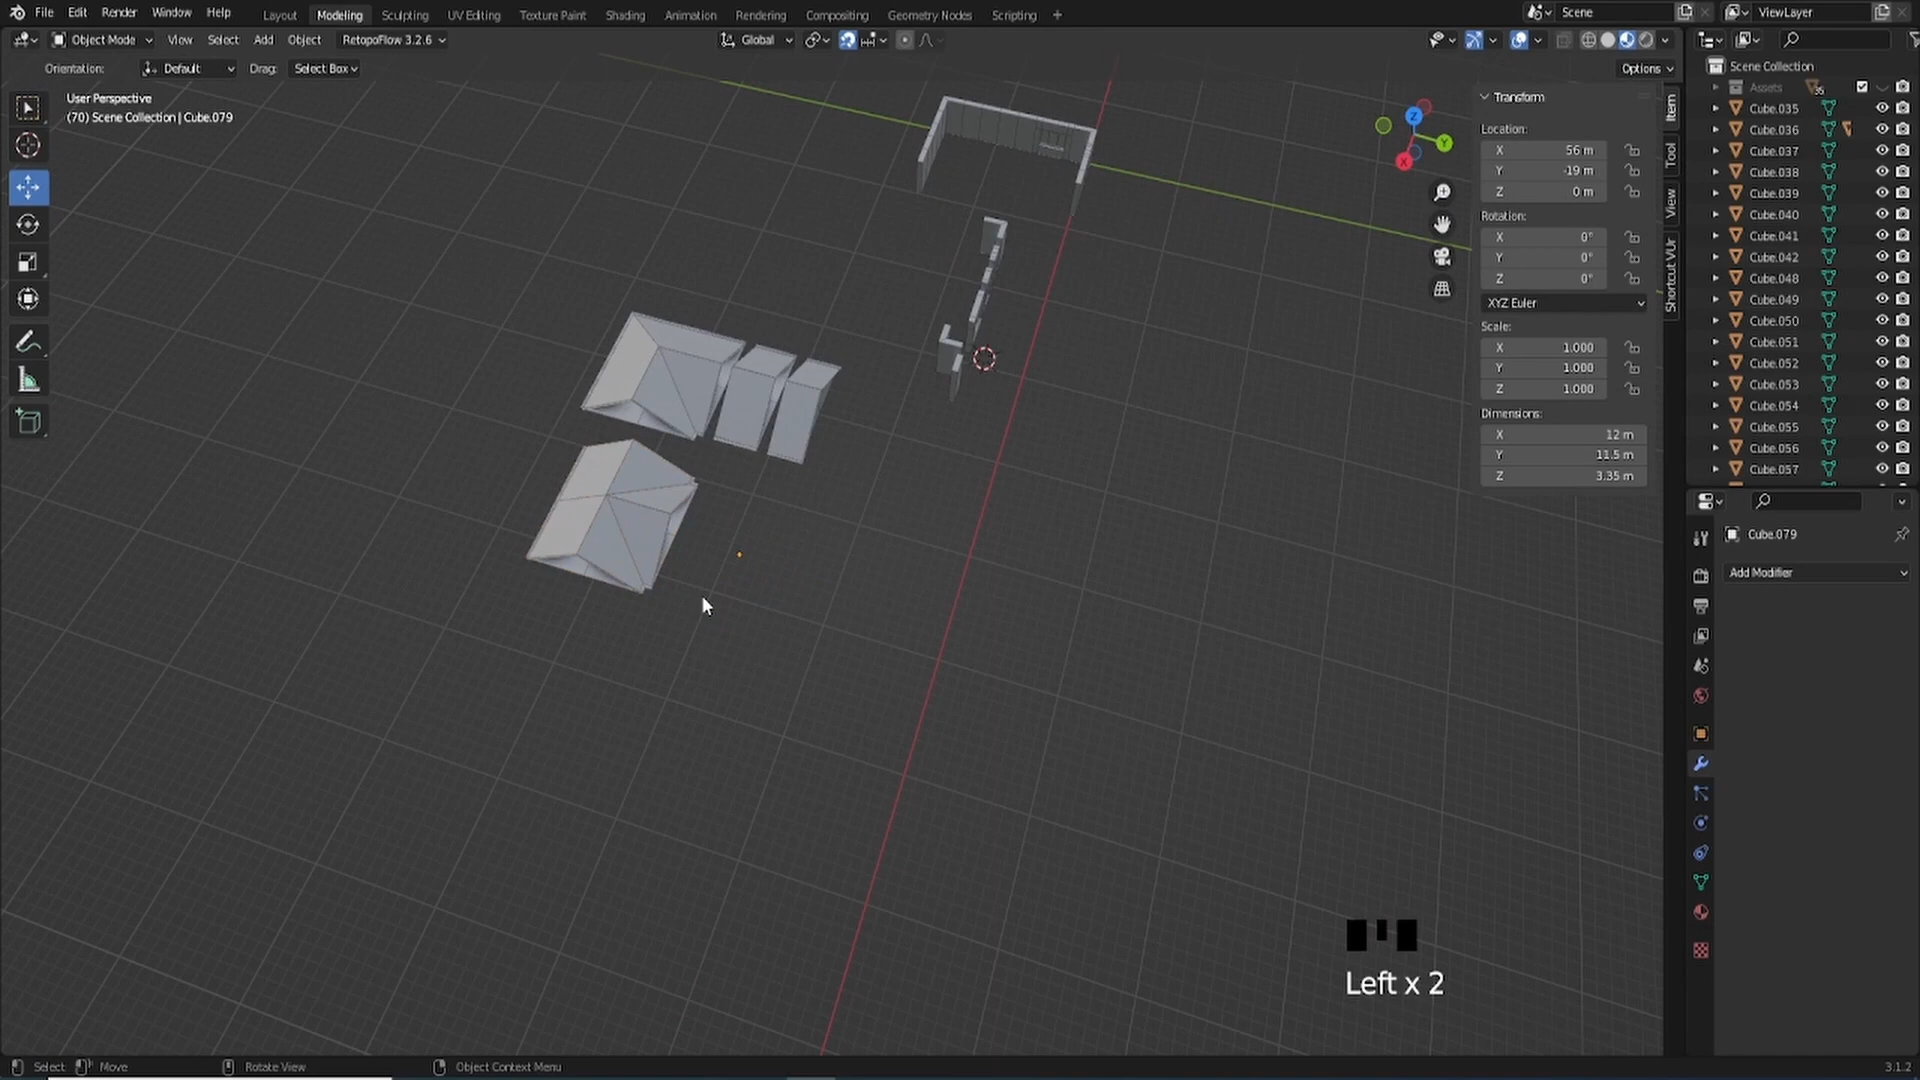 File Edit Render Window Help Layout Modeling Sculpting UV Editing Texture Paint Shading Animation Rendering Compositing Geometry Nodes Scripting + Scene ViewLayer
Object Mode View Select Add Object RetopoFlow 3.2.6 Global
Orientation: Default Drag: Select Box Options
User Perspective
(70) Scene Collection | Cube.079
Transform
Location:
X 56 m
Y -19 m
Z 0 m
Rotation:
X 0°
Y 0°
Z 0°
XYZ Euler
Scale:
X 1.000
Y 1.000
Z 1.000
Dimensions:
X 12 m
Y 11.5 m
Z 3.35 m
Item
Tool
View
Shortcut VUr
Z
Y
X
Scene Collection
Assets 35
Cube.035
Cube.036
Cube.037
Cube.038
Cube.039
Cube.040
Cube.041
Cube.042
Cube.048
Cube.049
Cube.050
Cube.051
Cube.052
Cube.053
Cube.054
Cube.055
Cube.056
Cube.057
Cube.079
Add Modifier
Left x 2
Select Move Rotate View Object Context Menu 3.1.2